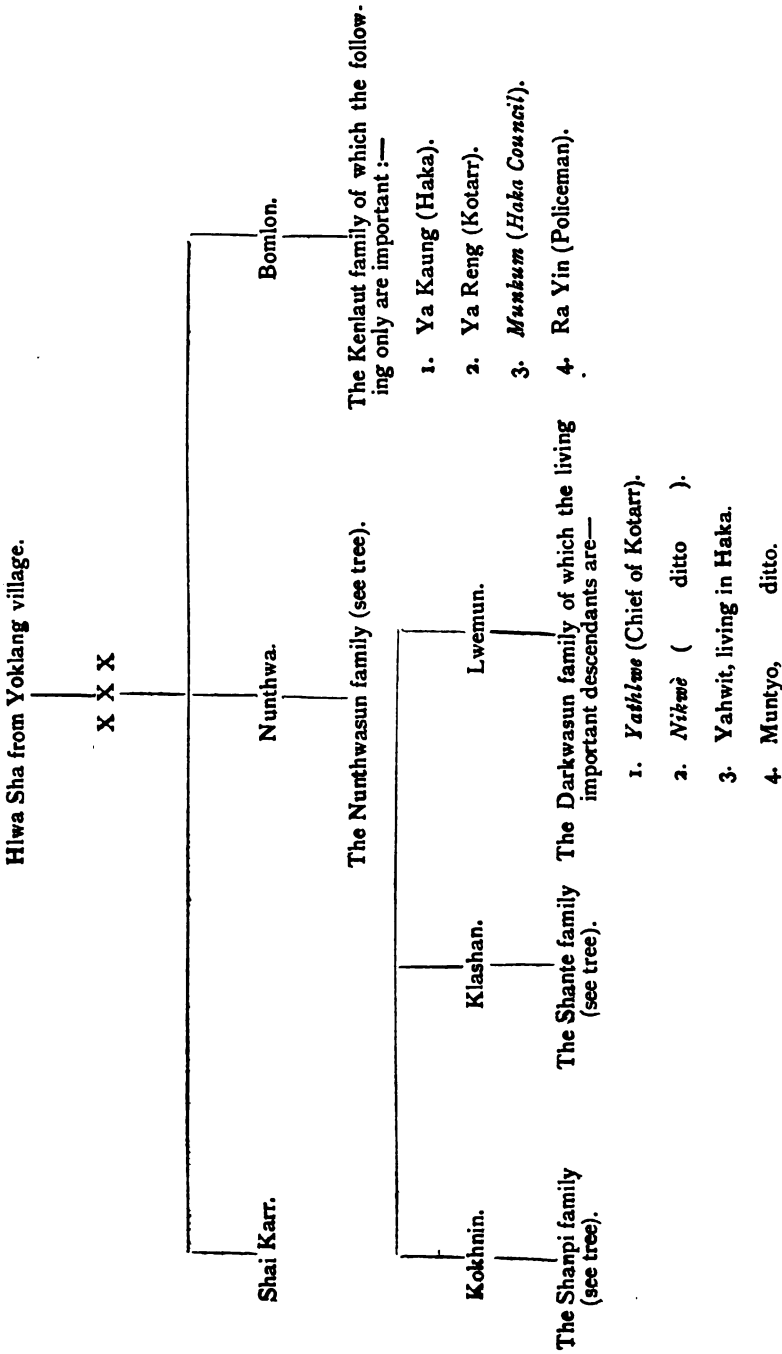 Hlwa Sha from Yoklang village.
X X X
Shai Karr.
Nunthwa.
Bomlon.
The Nunthwasun family (see tree).
The Kenlaut family of which the follow-
ing only are important :—
1. Ya Kaung (Haka).
2. Ya Reng (Kotarr).
3. Munkum (Haka Council).
4. Ra Yin (Policeman).
Kokhnin.
Klashan.
Lwemun.
The Shanpi family
(see tree).
The Shante family
(see tree).
The Darkwasun family of which the living
important descendants are—
1. Yathlwe (Chief of Kotarr).
2. Nikwè ( ditto ).
3. Yahwit, living in Haka.
4. Muntyo, ditto.